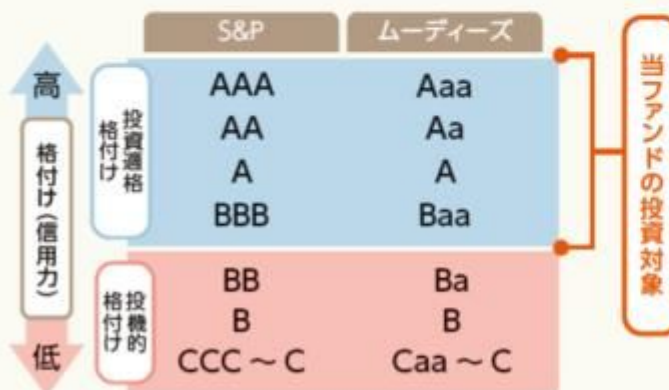 S&P ムーディーズ
高
格付け(信用力)
低
投資適格
格付け
AAA Aaa
AA Aa
A A
BBB Baa
投機的
格付け
BB Ba
B B
CCC ~ C Caa ~ C
当ファンドの投資対象